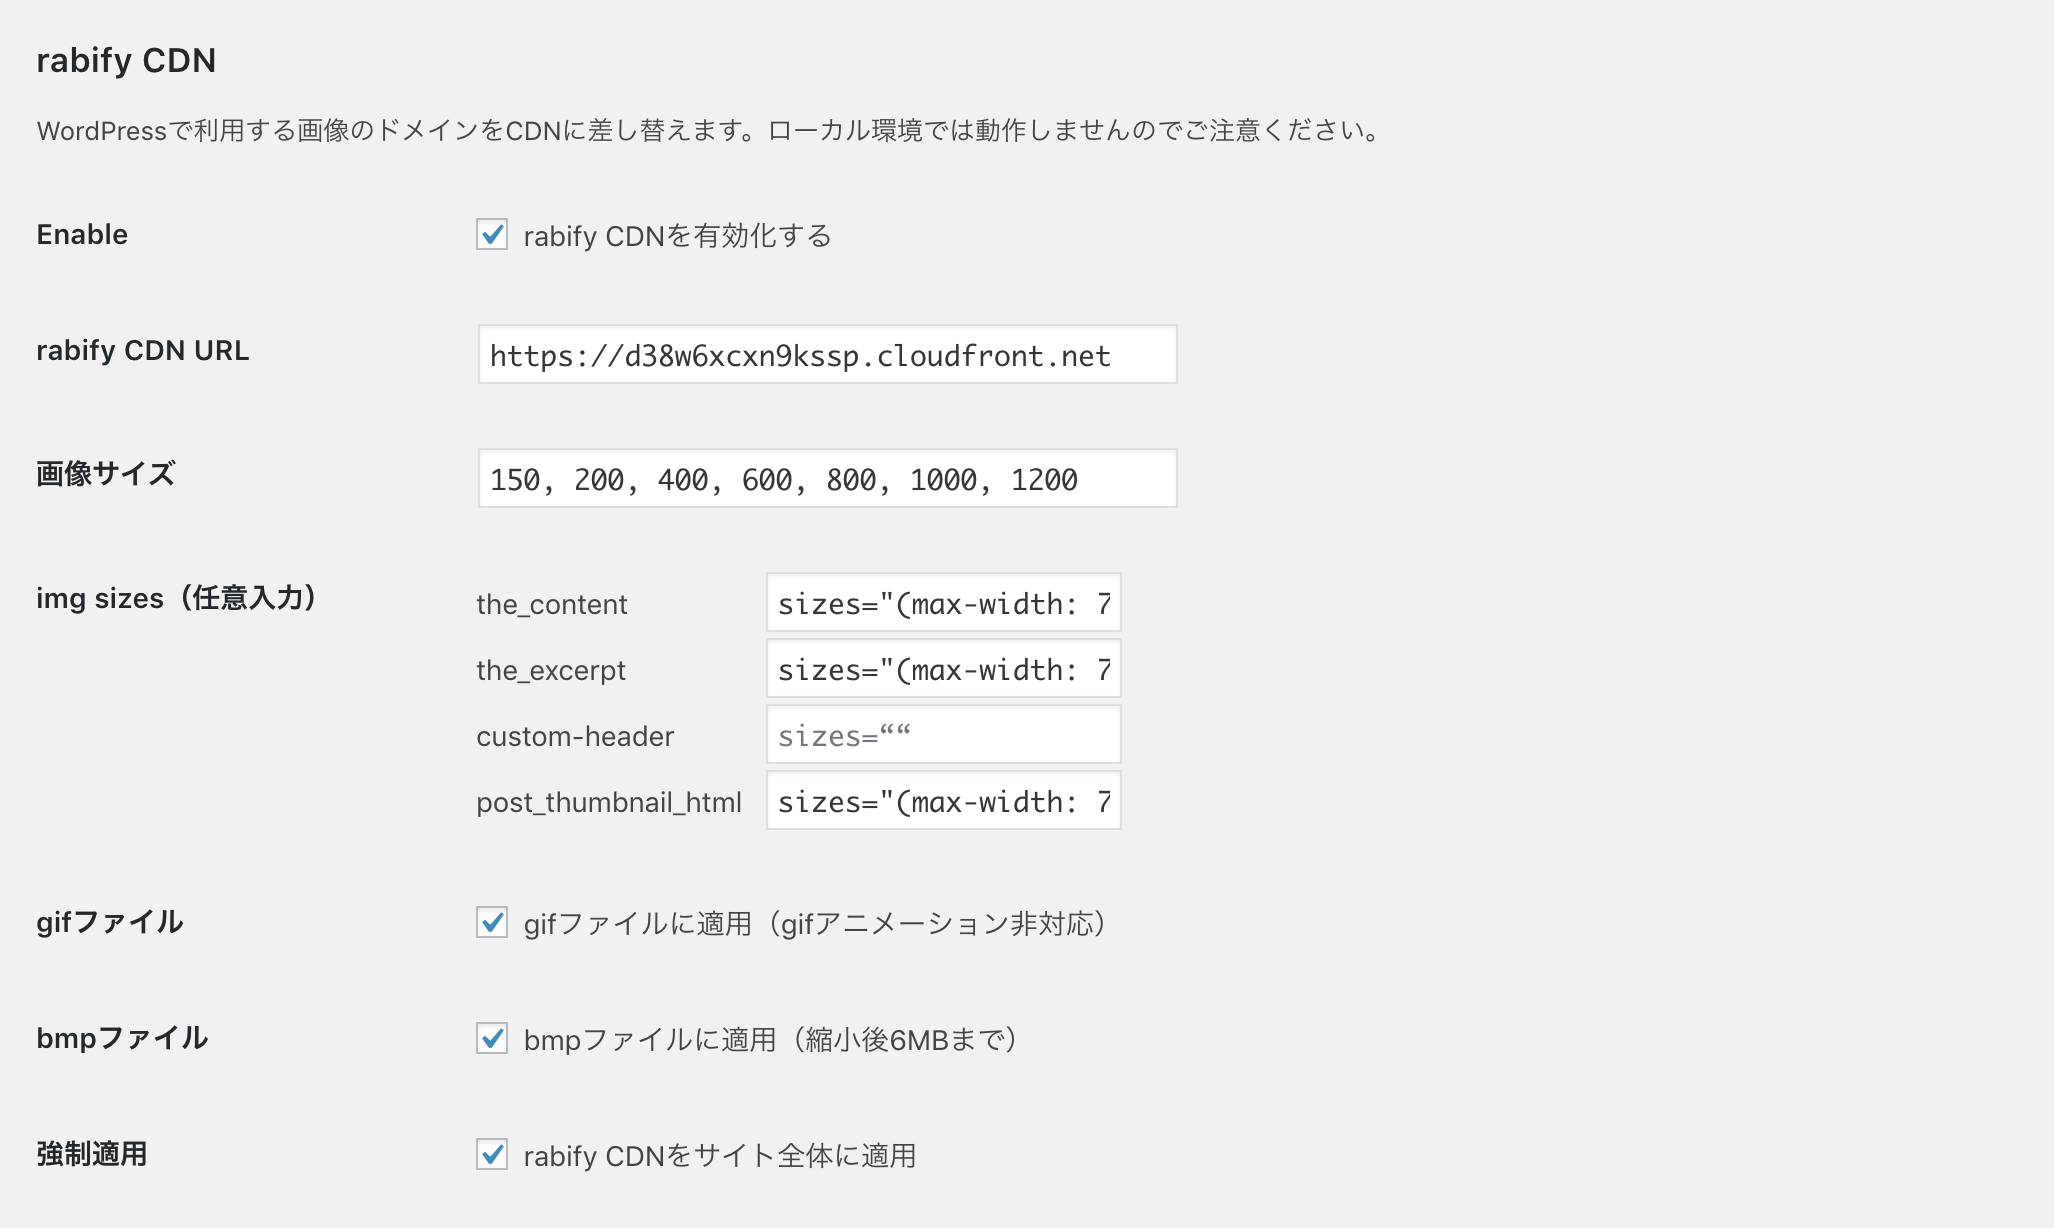 rabify CDN
WordPressで利用する画像のドメインをCDNに差し替えます。ローカル環境では動作しませんのでご注意ください。
Enable
rabify CDNを有効化する
rabify CDN URL
https://d38w6xcxn9kssp.cloudfront.net
画像サイズ
150, 200, 400, 600, 800, 1000, 1200
img sizes（任意入力）
the_content
sizes="(max-width: 7
the_excerpt
sizes="(max-width: 7
custom-header
sizes=““
post_thumbnail_html
sizes="(max-width: 7
gifファイル
gifファイルに適用（gifアニメーション非対応）
bmpファイル
bmpファイルに適用（縮小後6MBまで）
強制適用
rabify CDNをサイト全体に適用